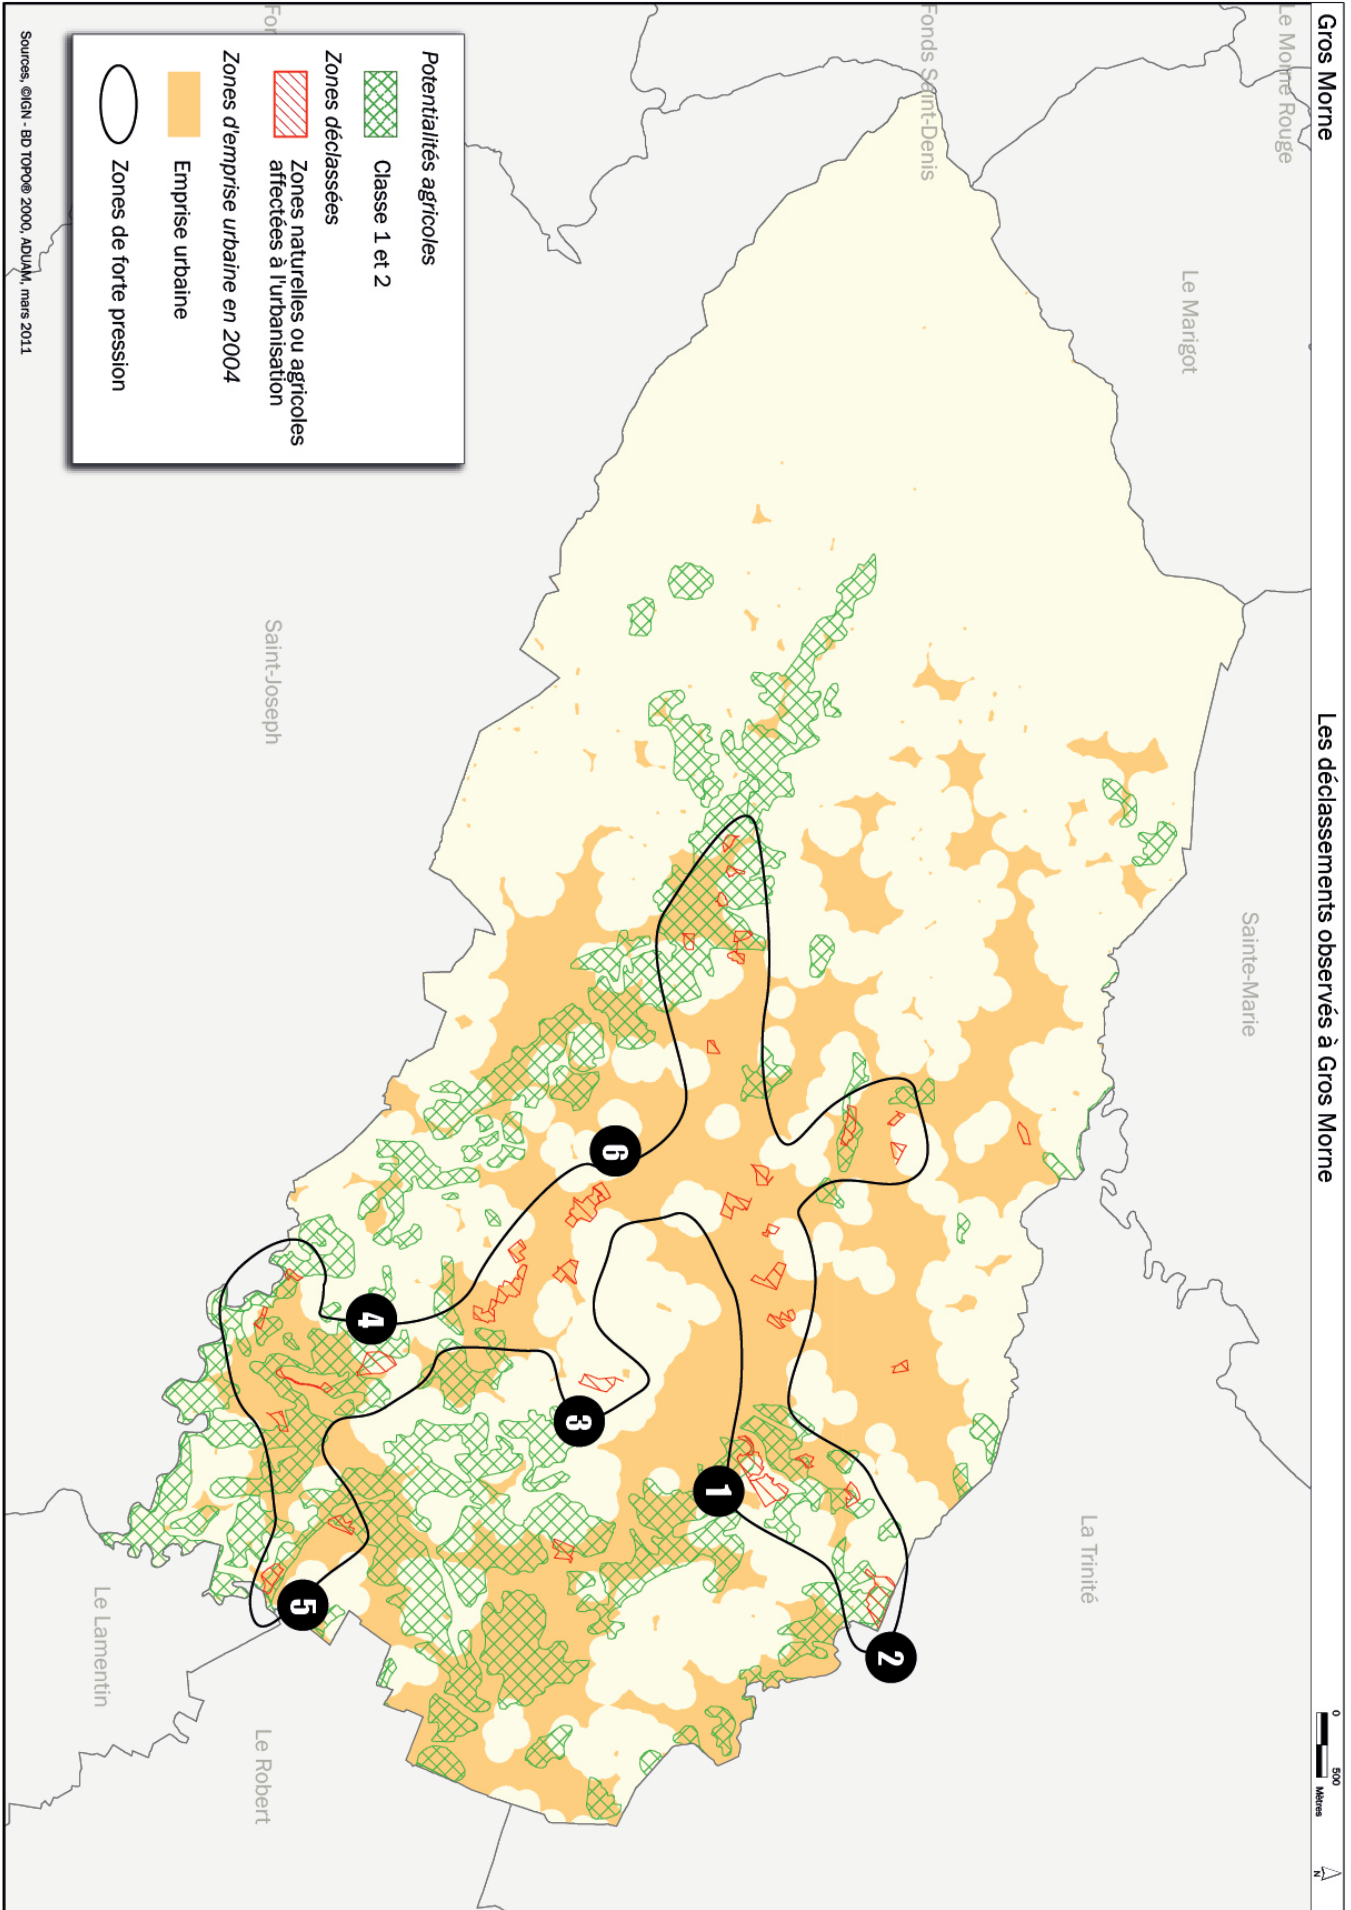 Gros Morne
Les déclassements observés à Gros Morne
0
500
Mètres
N
Le Morne Rouge
Fonds Saint-Denis
Le Marigot
Sainte-Marie
La Trinité
Saint-Joseph
Le Lamentin
Le Robert
For
1
2
3
4
5
6
Potentialités agricoles
Classe 1 et 2
Zones déclassées
Zones naturelles ou agricoles
affectées à l'urbanisation
Zones d'emprise urbaine en 2004
Emprise urbaine
Zones de forte pression
Sources, ©IGN - BD TOPO® 2000, ADUAM, mars 2011